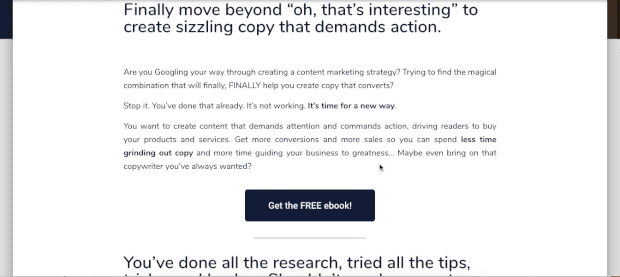 Finally move beyond “oh, that’s interesting” to
create sizzling copy that demands action.
Are you Googling your way through creating a content marketing strategy? Trying to find the magical
combination that will finally, FINALLY help you create copy that converts?
Stop it. You’ve done that already. It’s not working. It’s time for a new way.
You want to create content that demands attention and commands action, driving readers to buy
your products and services. Get more conversions and more sales so you can spend less time
grinding out copy and more time guiding your business to greatness... Maybe even bring on that
copywriter you’ve always wanted?
Get the FREE ebook!
You’ve done all the research, tried all the tips,